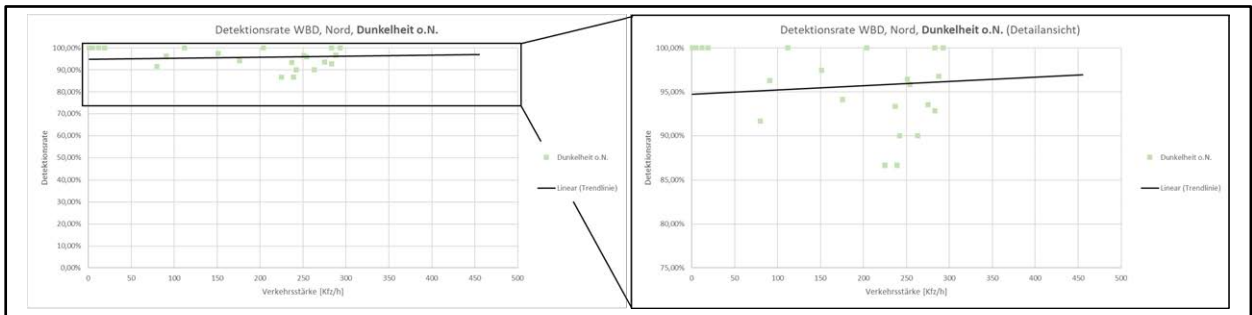 Detektionsrate WBD, Nord, Dunkelheit o.N.
100,00%
90,00%
80,00%
70,00%
60,00%
50,00%
40,00%
30,00%
20,00%
10,00%
0,00%
Detektionsrate
0 50 100 150 200 250 300 350 400 450 500
Verkehrsstärke [Kfz/h]
Dunkelheit o.N.
Linear (Trendlinie)
Detektionsrate WBD, Nord, Dunkelheit o.N. (Detailansicht)
100,00%
95,00%
90,00%
85,00%
80,00%
75,00%
Detektionsrate
0 50 100 150 200 250 300 350 400 450 500
Verkehrsstärke [Kfz/h]
Dunkelheit o.N.
Linear (Trendlinie)